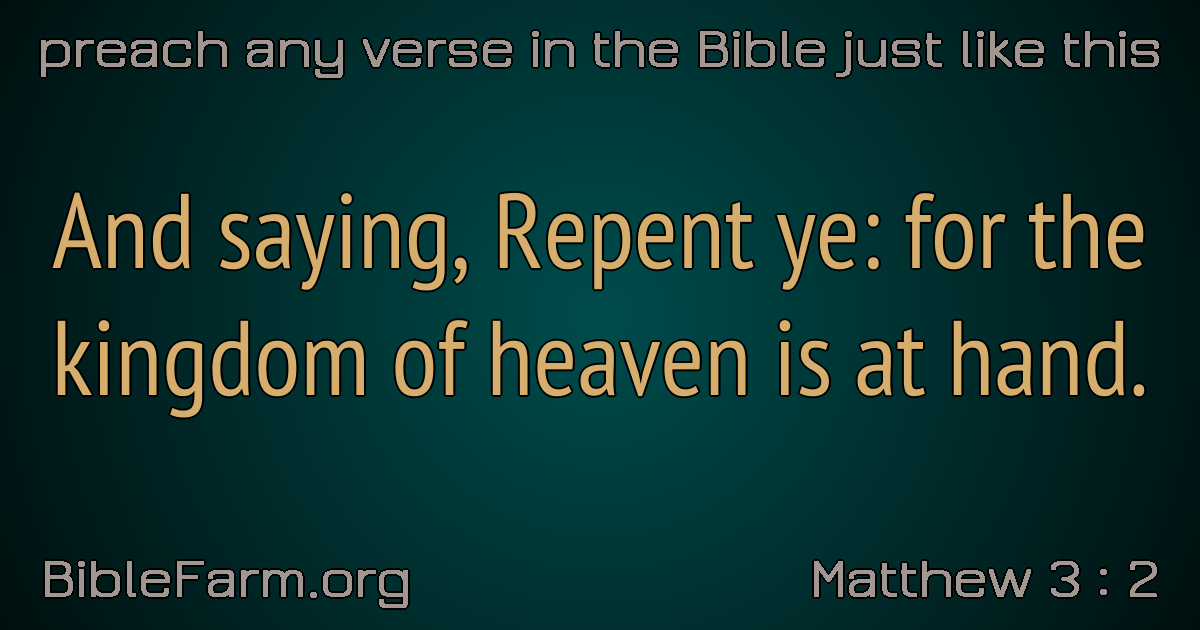 preach any verse in the Bible just like this
And saying, Repent ye: for the
kingdom of heaven is at hand.
BibleFarm.org
Matthew 3 : 2